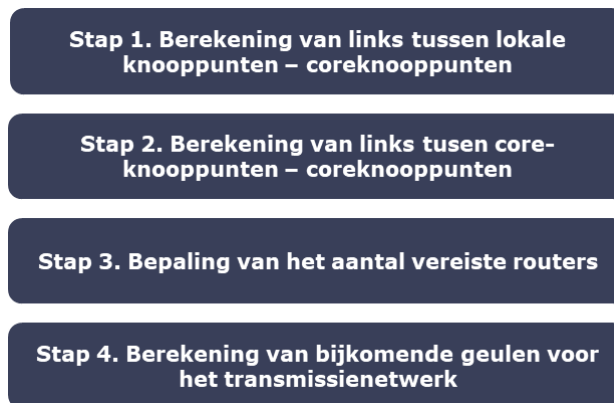 Stap 1. Berekening van links tussen lokale
knooppunten – coreknooppunten
Stap 2. Berekening van links tusen core-
knooppunten – coreknooppunten
Stap 3. Bepaling van het aantal vereiste routers
Stap 4. Berekening van bijkomende geulen voor
het transmissienetwerk